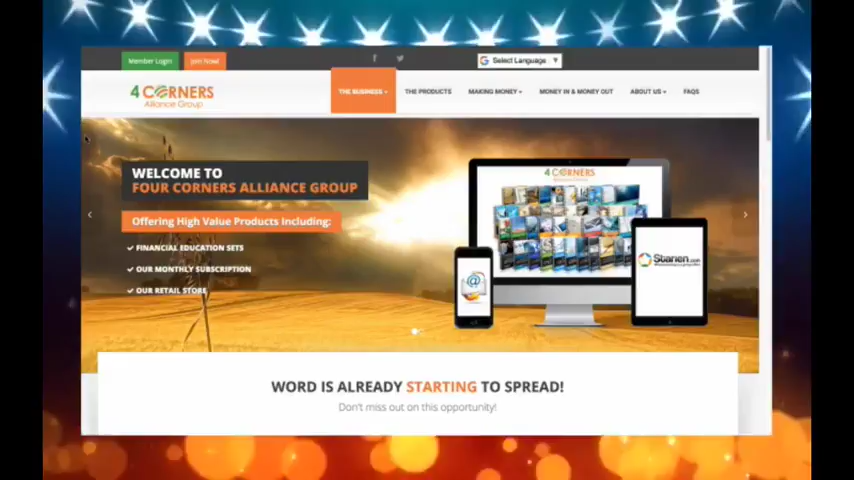 Member Login
Join Now!
Select Language
4 CORNERS
Alliance Group
THE BUSINESS
THE PRODUCTS
MAKING MONEY
MONEY IN & MONEY OUT
ABOUT US
FAQS
WELCOME TO
FOUR CORNERS ALLIANCE GROUP
Offering High Value Products Including:
FINANCIAL EDUCATION SETS
OUR MONTHLY SUBSCRIPTION
OUR RETAIL STORE
4 CORNERS
Starien.com
WORD IS ALREADY STARTING TO SPREAD!
Don't miss out on this opportunity!